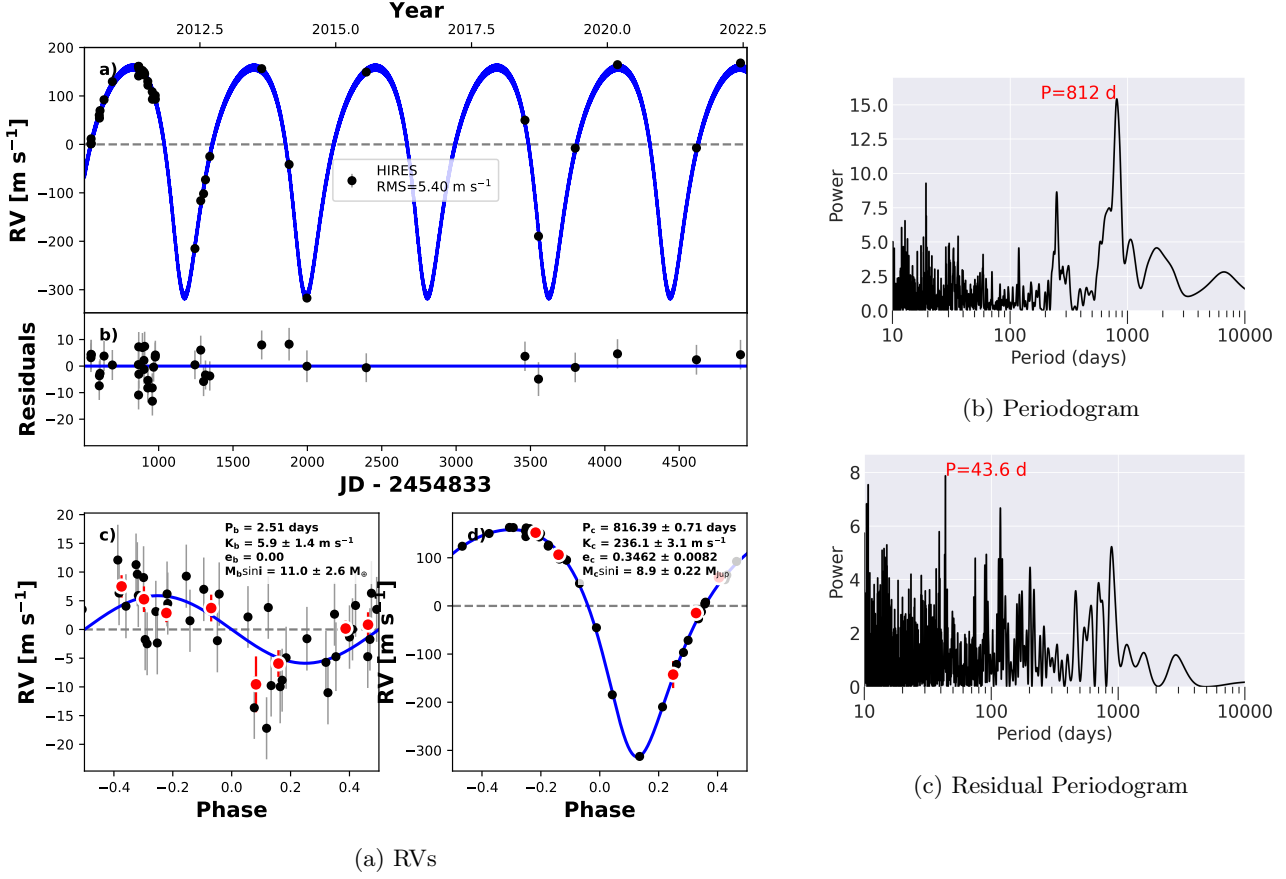 Year
2012.5 2015.0 2017.5 2020.0 2022.5
a)
RV [m s⁻¹]
200
100
0
−100
−200
−300
HIRES
RMS=5.40 m s⁻¹
b)
Residuals
10
0
−10
−20
1000 1500 2000 2500 3000 3500 4000 4500
JD - 2454833
c)
P_b = 2.51 days
K_b = 5.9 ± 1.4 m s⁻¹
e_b = 0.00
M_b sini = 11.0 ± 2.6 M_⊕
RV [m s⁻¹]
20
15
10
5
0
−5
−10
−15
−20
−0.4 −0.2 0.0 0.2 0.4
Phase
d)
P_c = 816.39 ± 0.71 days
K_c = 236.1 ± 3.1 m s⁻¹
e_c = 0.3462 ± 0.0082
M_c sini = 8.9 ± 0.22 M_Jup
RV [m s⁻¹]
100
0
−100
−200
−300
−0.4 −0.2 0.0 0.2 0.4
Phase
(a) RVs
P=812 d
Power
15.0
12.5
10.0
7.5
5.0
2.5
0.0
10 100 1000 10000
Period (days)
(b) Periodogram
P=43.6 d
Power
8
6
4
2
0
10 100 1000 10000
Period (days)
(c) Residual Periodogram